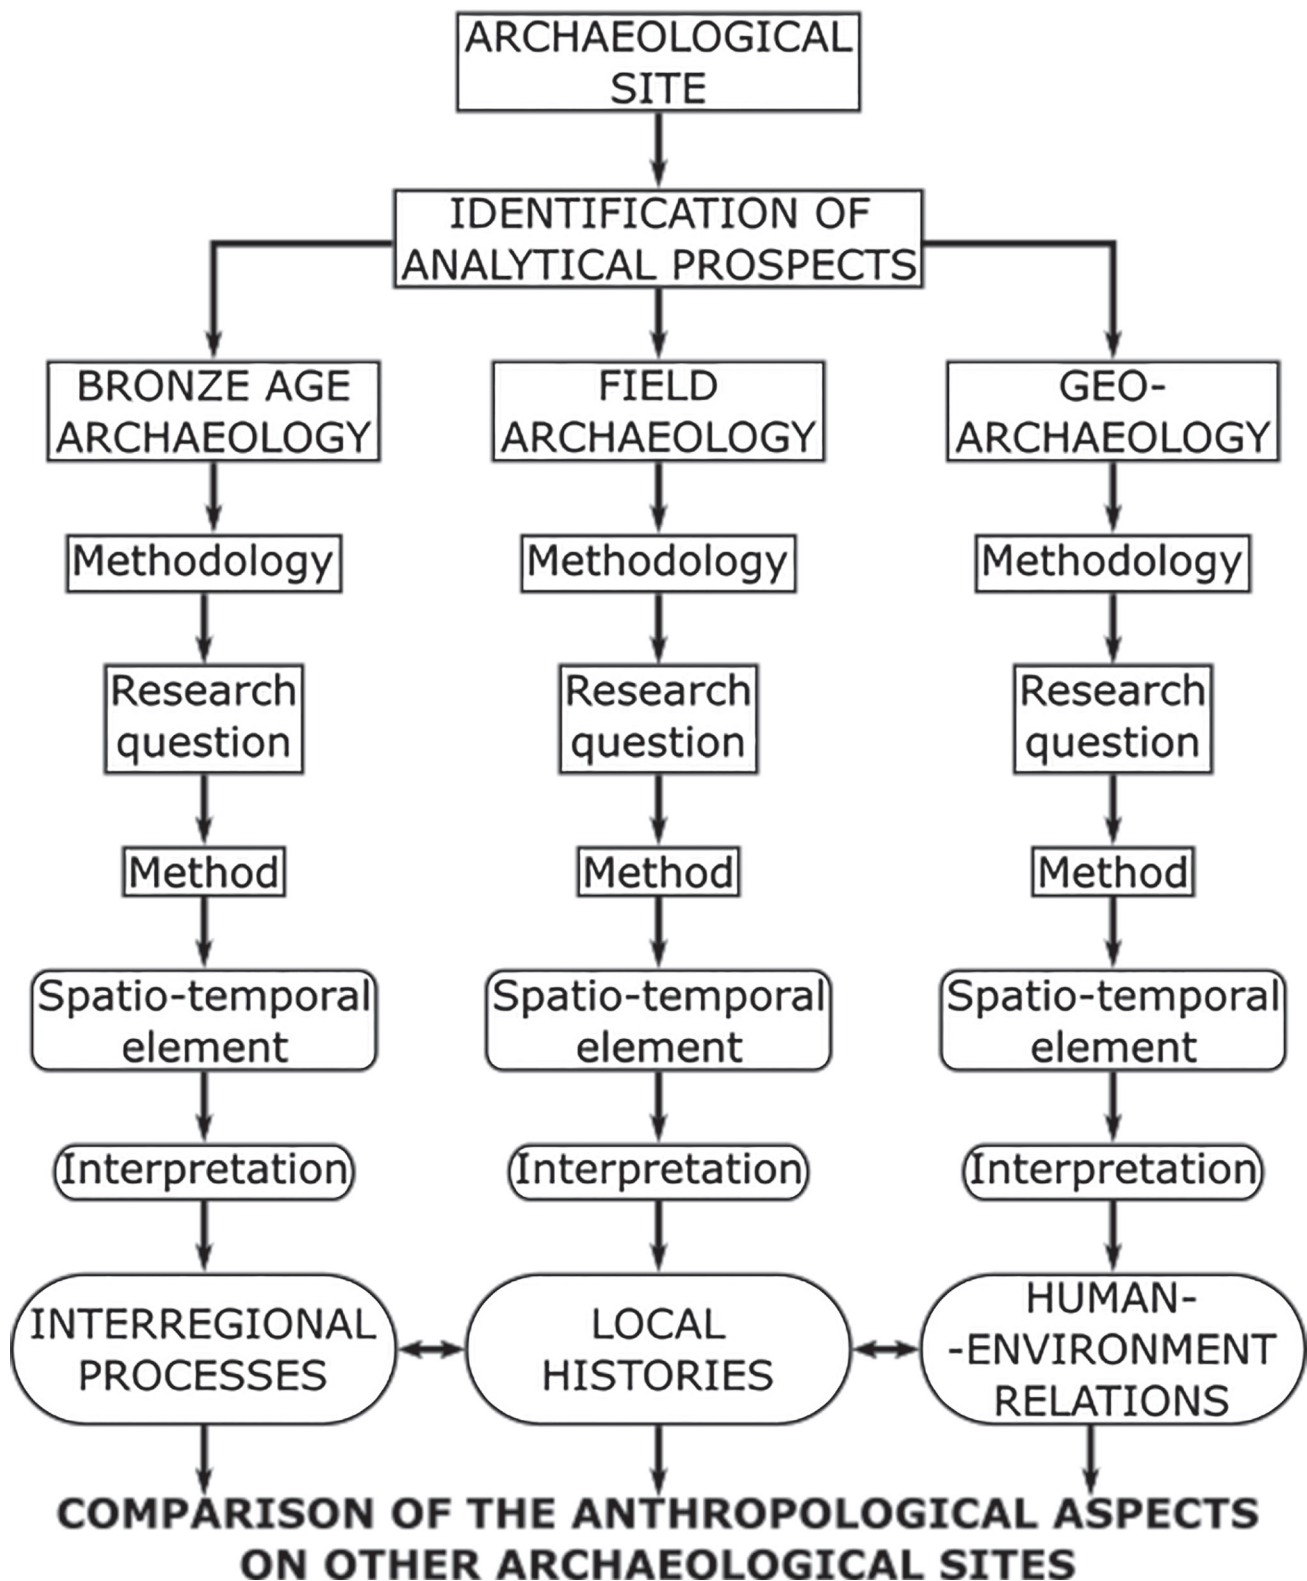 ARCHAEOLOGICAL
SITE
IDENTIFICATION OF
ANALYTICAL PROSPECTS
BRONZE AGE
ARCHAEOLOGY
FIELD
ARCHAEOLOGY
GEO-
ARCHAEOLOGY
Methodology
Methodology
Methodology
Research
question
Research
question
Research
question
Method
Method
Method
Spatio-temporal
element
Spatio-temporal
element
Spatio-temporal
element
Interpretation
Interpretation
Interpretation
INTERREGIONAL
PROCESSES
LOCAL
HISTORIES
HUMAN-
-ENVIRONMENT
RELATIONS
COMPARISON OF THE ANTHROPOLOGICAL ASPECTS
ON OTHER ARCHAEOLOGICAL SITES